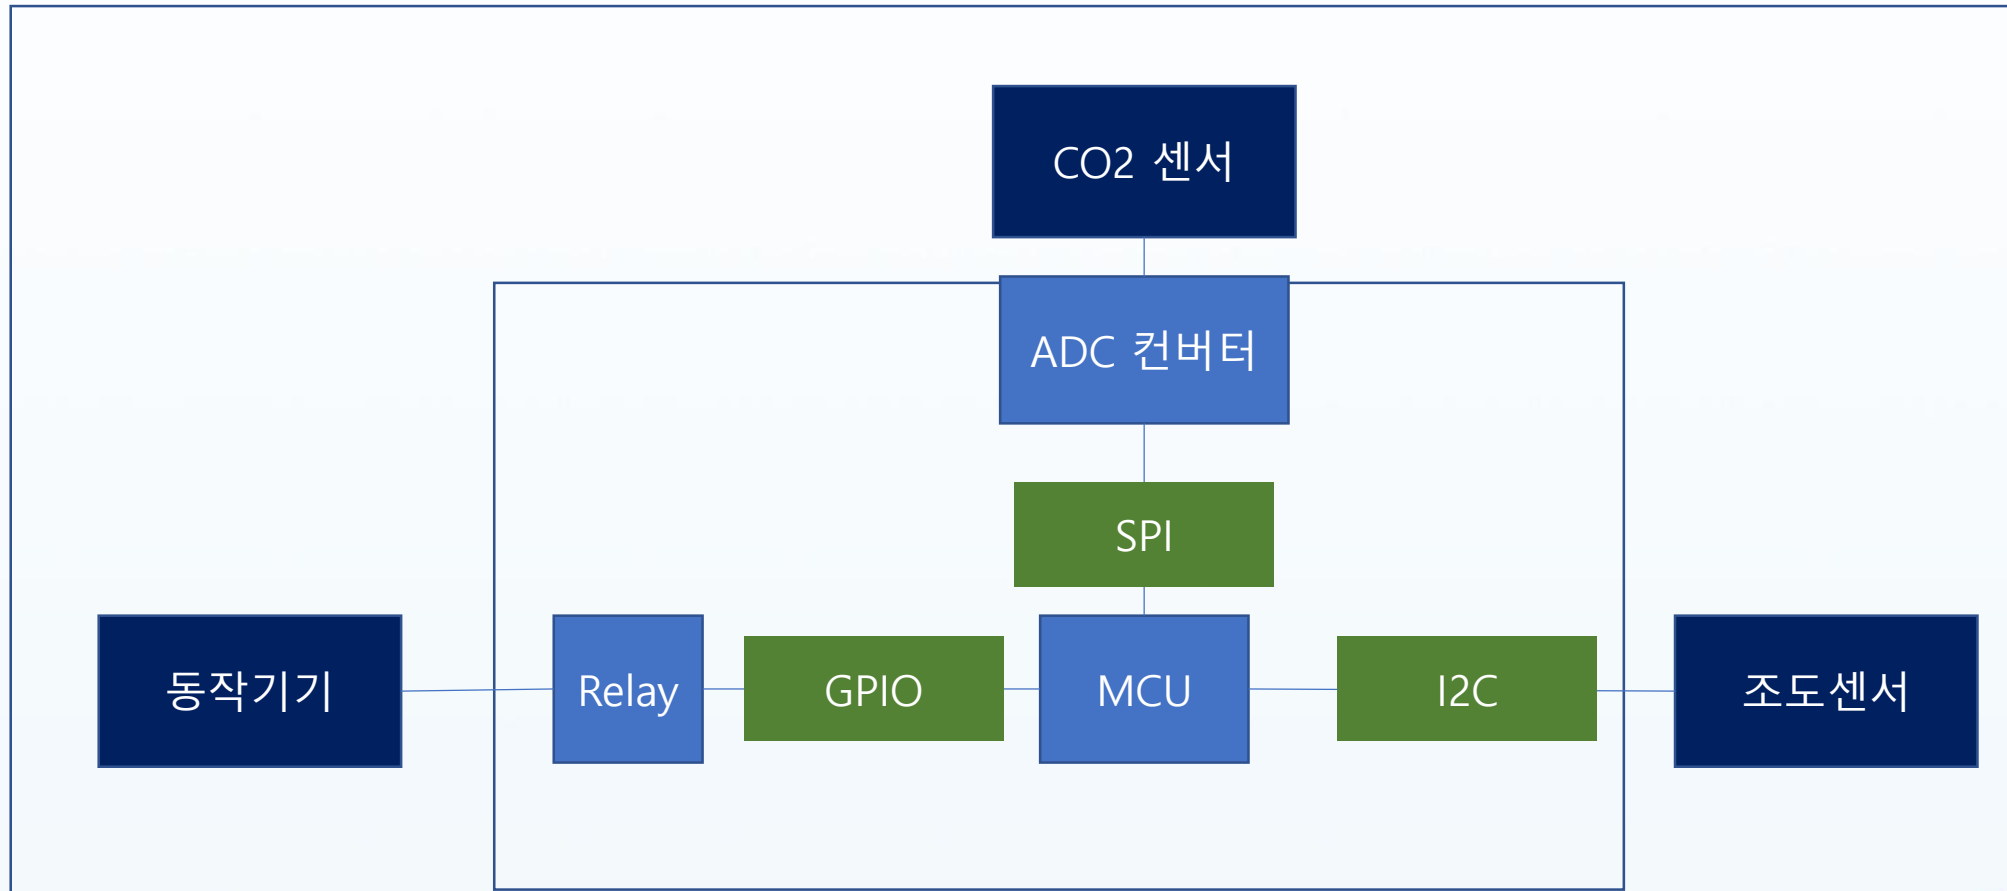 CO2 센서
ADC 컨버터
SPI
동작기기
Relay
GPIO
MCU
I2C
조도센서